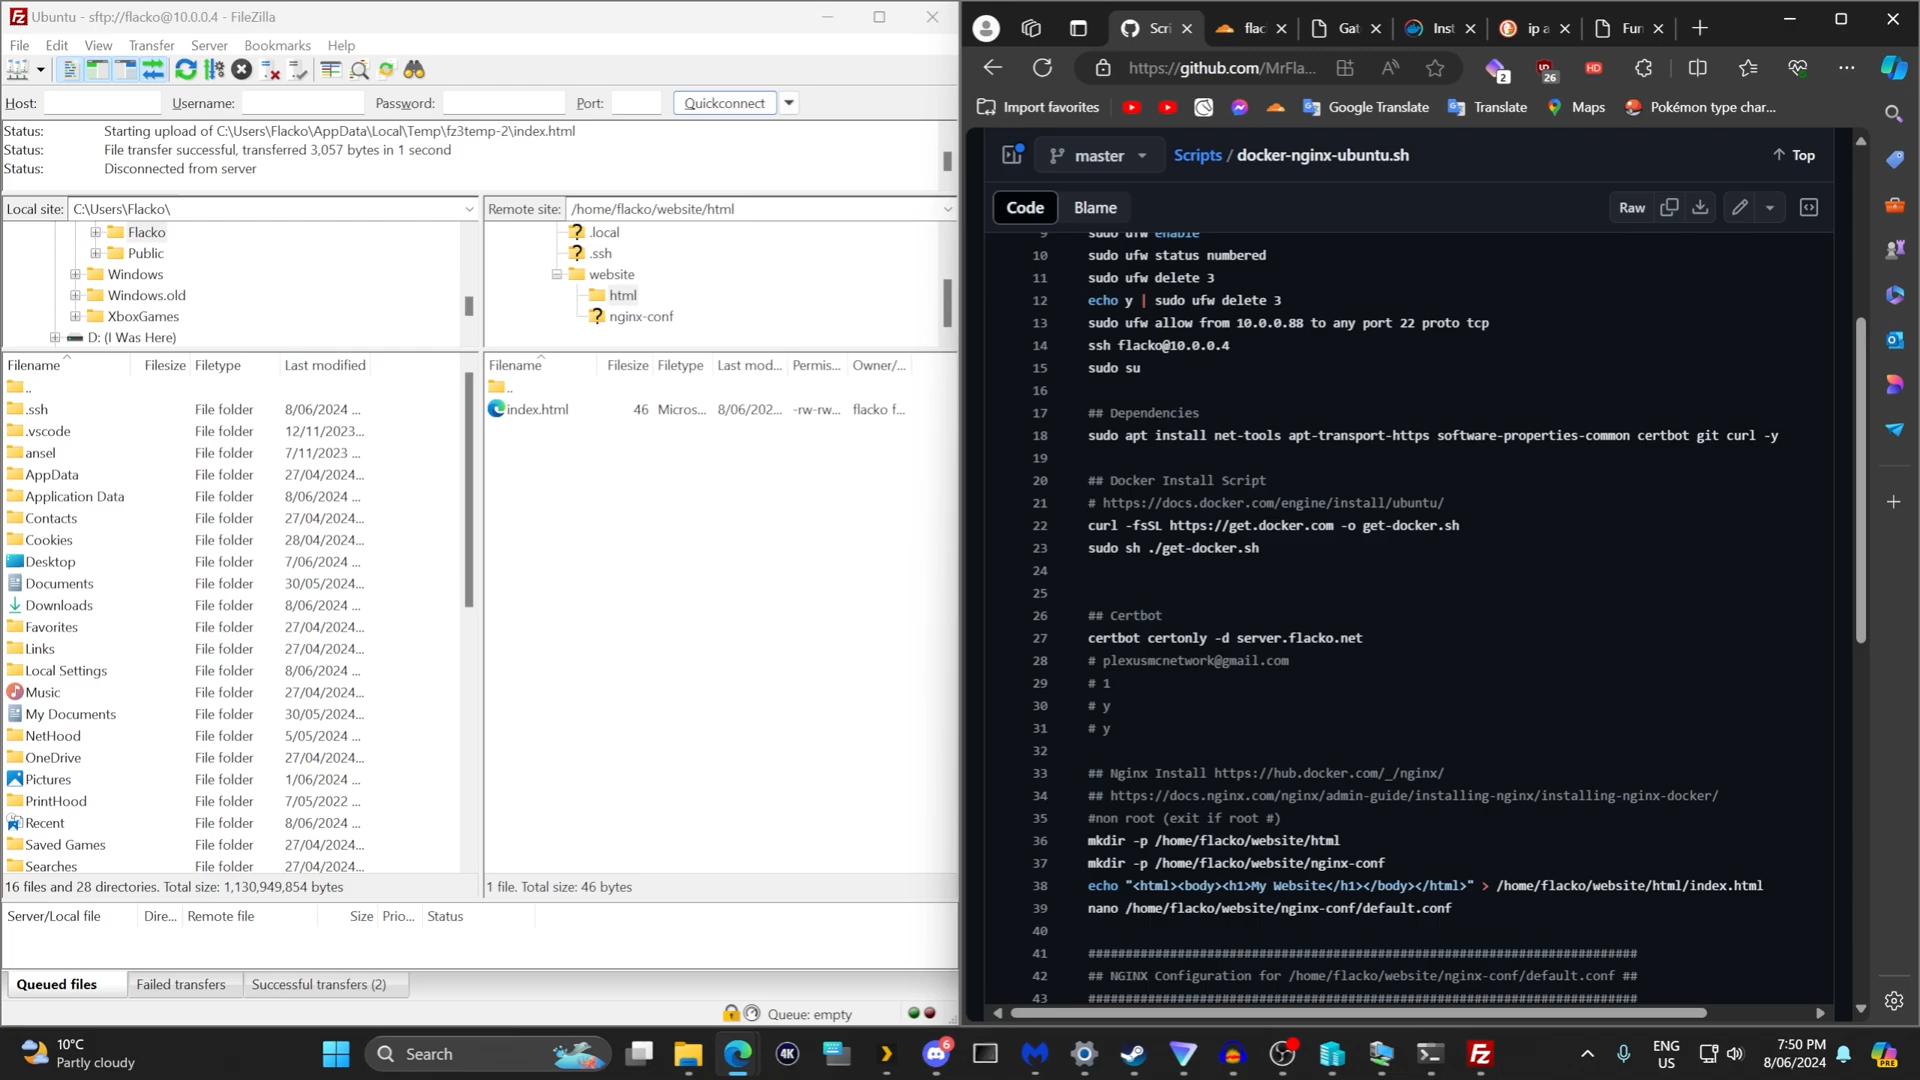 Ubuntu - sftp://flacko@10.0.0.4 - FileZilla
File Edit View Transfer Server Bookmarks Help
Host: Username: Password: Port: Quickconnect
Status: Starting upload of C:\Users\Flacko\AppData\Local\Temp\fz3temp-2\index.html
Status: File transfer successful, transferred 3,057 bytes in 1 second
Status: Disconnected from server
Local site: C:\Users\Flacko\
Flacko
Public
Windows
Windows.old
XboxGames
D: (I Was Here)
Remote site: /home/flacko/website/html
.local
.ssh
website
html
nginx-conf
Filename Filesize Filetype Last modified
..
.ssh File folder 8/06/2024 ...
.vscode File folder 12/11/2023...
ansel File folder 7/11/2023 ...
AppData File folder 27/04/2024...
Application Data File folder 8/06/2024 ...
Contacts File folder 27/04/2024...
Cookies File folder 28/04/2024...
Desktop File folder 7/06/2024 ...
Documents File folder 30/05/2024...
Downloads File folder 8/06/2024 ...
Favorites File folder 27/04/2024...
Links File folder 27/04/2024...
Local Settings File folder 8/06/2024 ...
Music File folder 27/04/2024...
My Documents File folder 30/05/2024...
NetHood File folder 5/05/2024...
OneDrive File folder 27/04/2024...
Pictures File folder 1/06/2024 ...
PrintHood File folder 7/05/2022 ...
Recent File folder 8/06/2024 ...
Saved Games File folder 27/04/2024...
Searches File folder 27/04/2024...
16 files and 28 directories. Total size: 1,130,949,854 bytes
Filename Filesize Filetype Last mod... Permis... Owner/...
..
index.html 46 Micros... 8/06/202... -rw-rw... flacko f...
1 file. Total size: 46 bytes
Server/Local file Dire... Remote file Size Prio... Status
Queued files Failed transfers Successful transfers (2)
Queue: empty
Scri flac Gat Inst ip a Fun
https://github.com/MrFla... 2 26 HD
Import favorites Google Translate Translate Maps Pokémon type char...
master Scripts / docker-nginx-ubuntu.sh Top
Code Blame Raw
9 sudo ufw enable
10 sudo ufw status numbered
11 sudo ufw delete 3
12 echo y | sudo ufw delete 3
13 sudo ufw allow from 10.0.0.88 to any port 22 proto tcp
14 ssh flacko@10.0.0.4
15 sudo su
16
17 ## Dependencies
18 sudo apt install net-tools apt-transport-https software-properties-common certbot git curl -y
19
20 ## Docker Install Script
21 # https://docs.docker.com/engine/install/ubuntu/
22 curl -fsSL https://get.docker.com -o get-docker.sh
23 sudo sh ./get-docker.sh
24
25
26 ## Certbot
27 certbot certonly -d server.flacko.net
28 # plexusmcnetwork@gmail.com
29 # 1
30 # y
31 # y
32
33 ## Nginx Install https://hub.docker.com/_/nginx/
34 ## https://docs.nginx.com/nginx/admin-guide/installing-nginx/installing-nginx-docker/
35 #non root (exit if root #)
36 mkdir -p /home/flacko/website/html
37 mkdir -p /home/flacko/website/nginx-conf
38 echo "<html><body><h1>My Website</h1></body></html>" > /home/flacko/website/html/index.html
39 nano /home/flacko/website/nginx-conf/default.conf
40
41 ##########################################################################
42 ## NGINX Configuration for /home/flacko/website/nginx-conf/default.conf ##
43 ##########################################################################
10°C
Partly cloudy
Search
4K
6
ENG
US
7:50 PM
8/06/2024
PRE